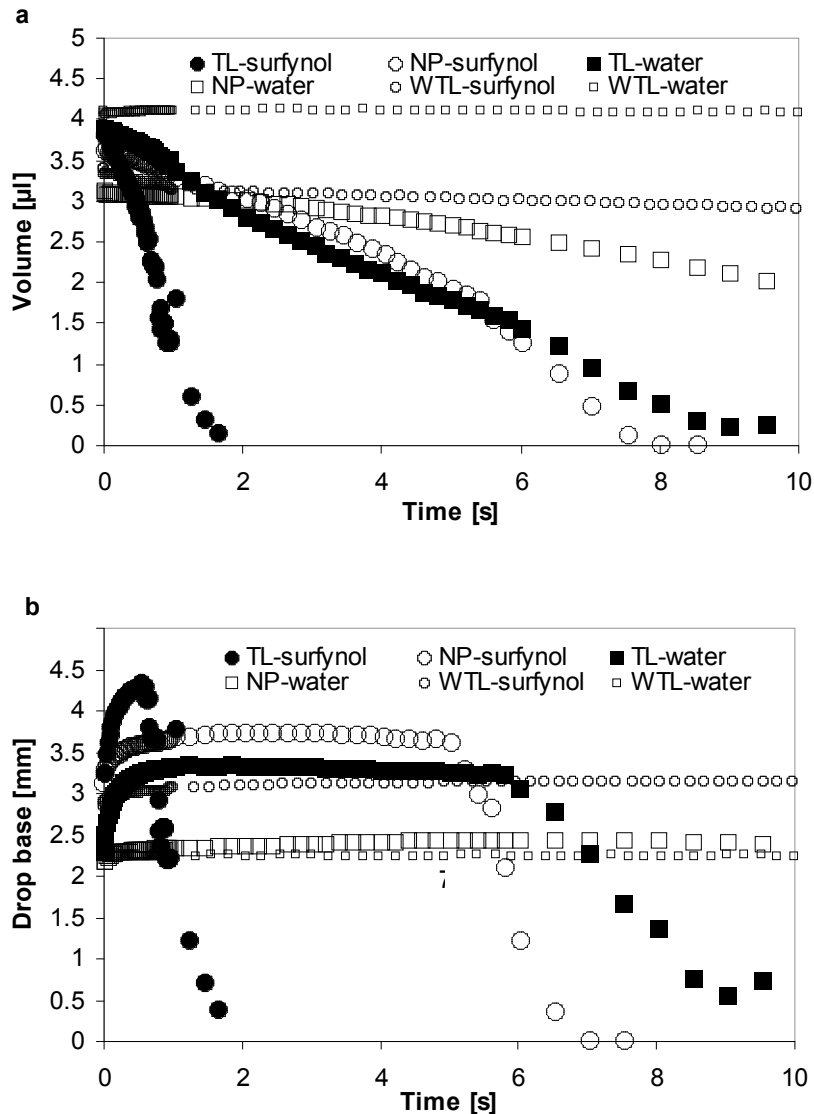 a
5
TL-surfynol NP-surfynol TL-water
4.5
NP-water WTL-surfynol WTL-water
4
3.5
3
2.5
2
1.5
1
0.5
0
Volume [µl]
0 2 4 6 8 10
Time [s]
b
4.5
TL-surfynol NP-surfynol TL-water
4
NP-water WTL-surfynol WTL-water
3.5
3
2.5
2
1.5
1
0.5
0
Drop base [mm]
0 2 4 6 8 10
Time [s]